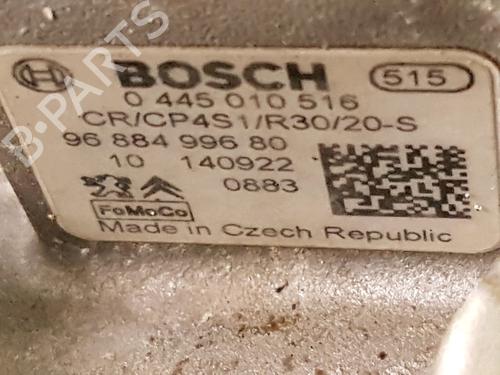 BOSCH 515
0 445 010 516
CR/CP4S1/R30/20-S
96 884 996 80
10 140922
0883
FoMoCo
Made in Czech Republic
B-PARTS